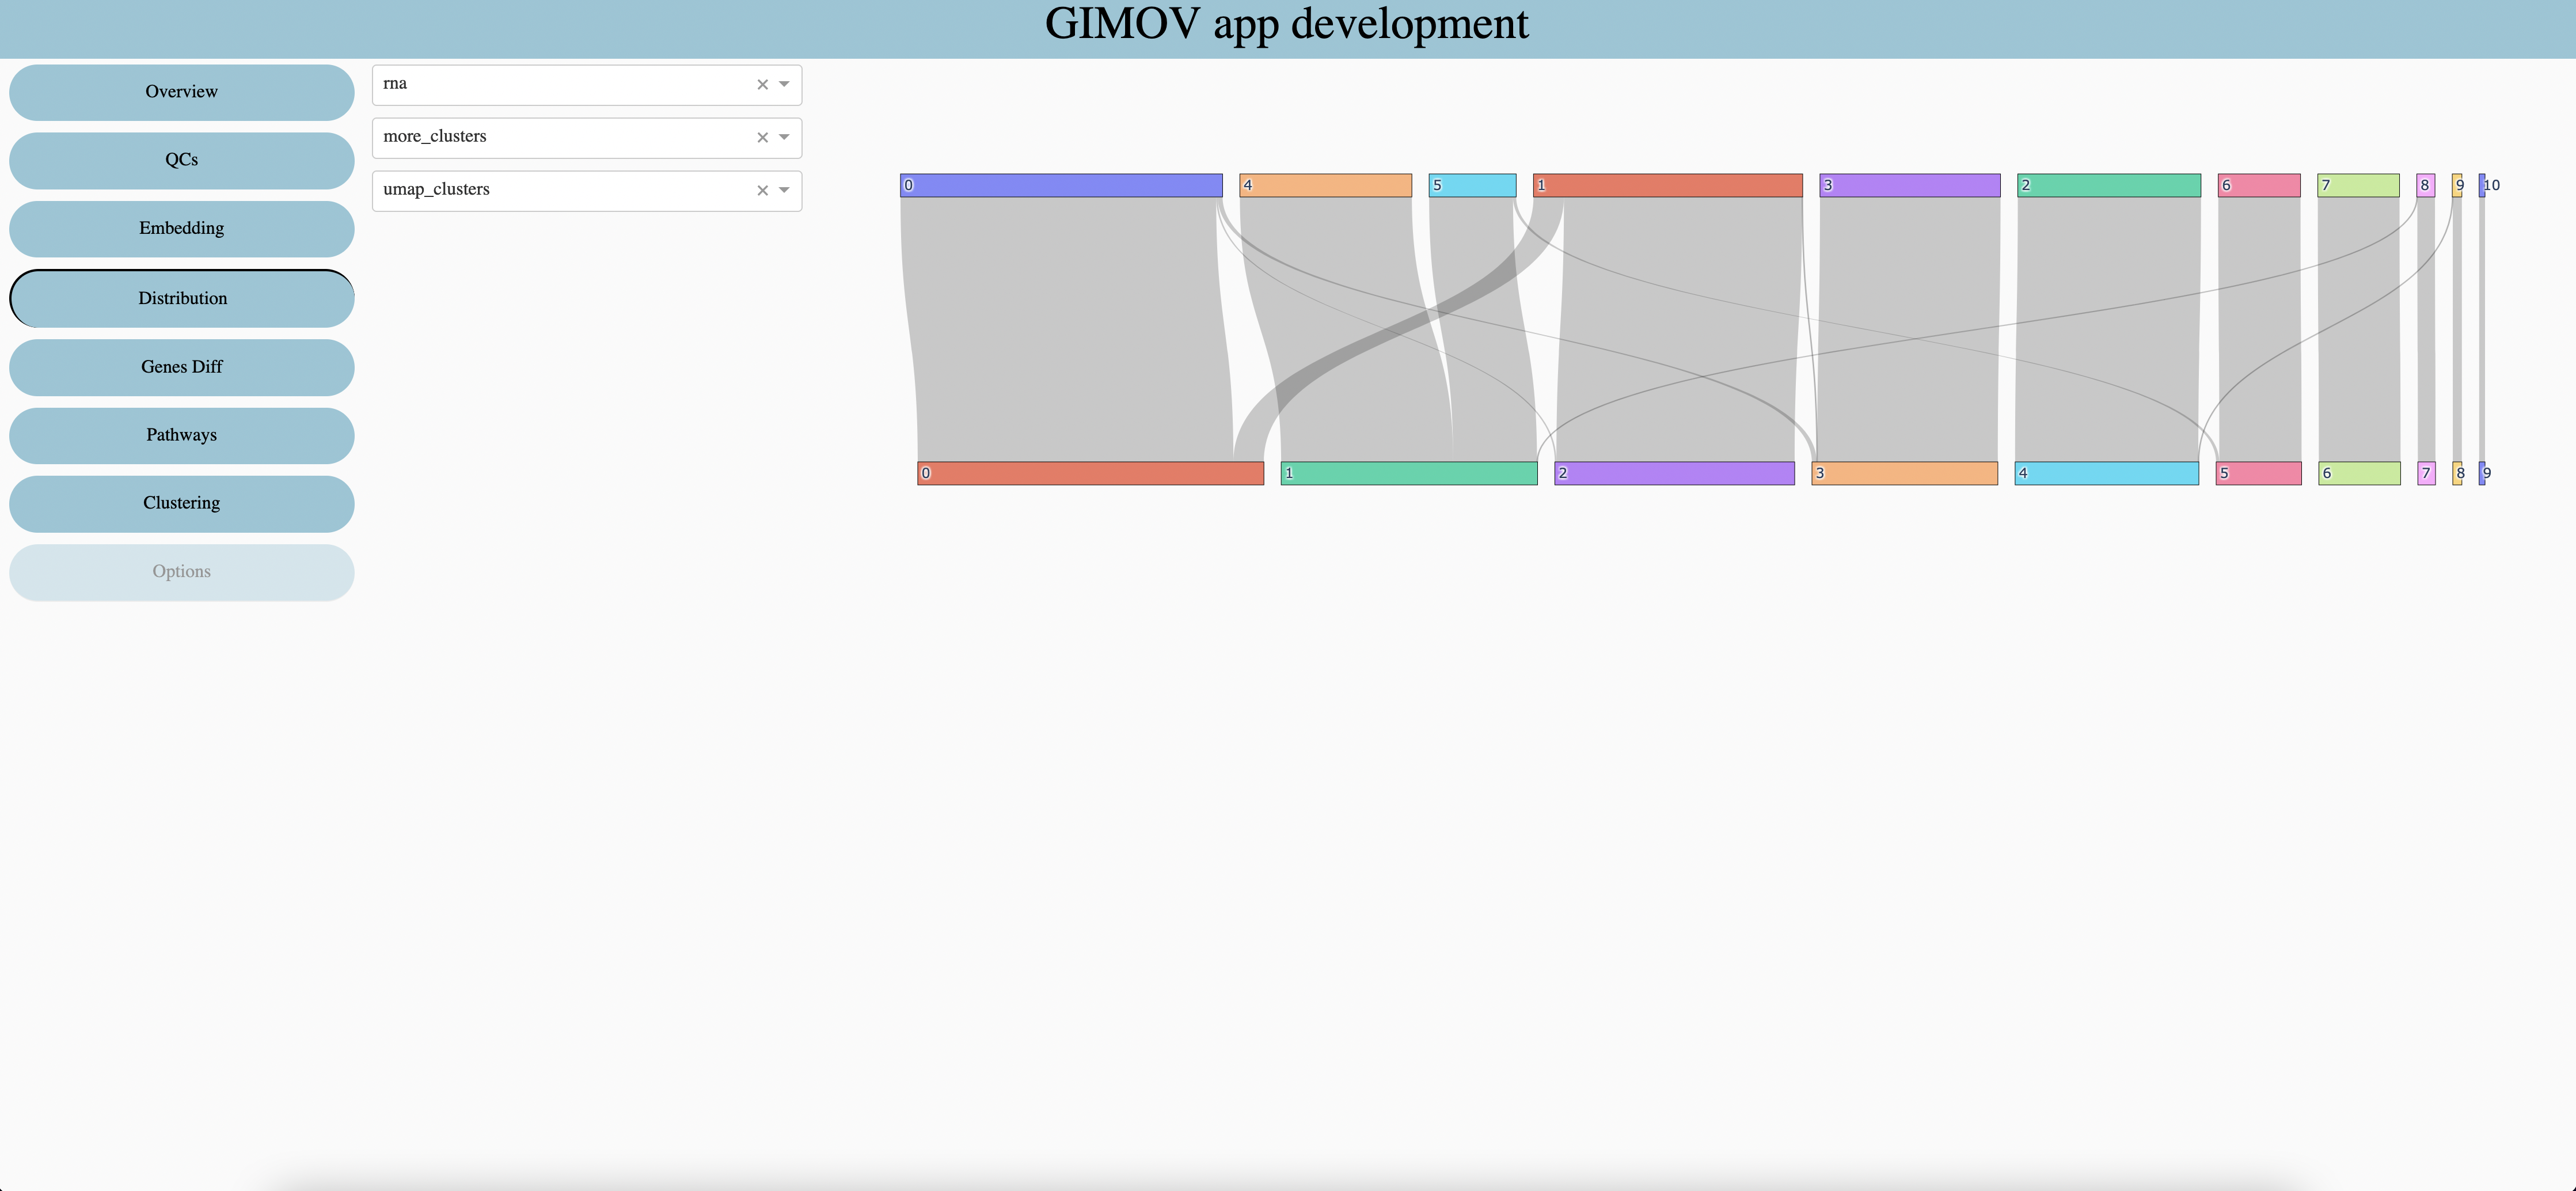 GIMOV app development
Overview
QCs
Embedding
Distribution
Genes Diff
Pathways
Clustering
Options
rna
more_clusters
umap_clusters
0 4 5 1 3 2 6 7 8 9 10
0 1 2 3 4 5 6 7 8 9